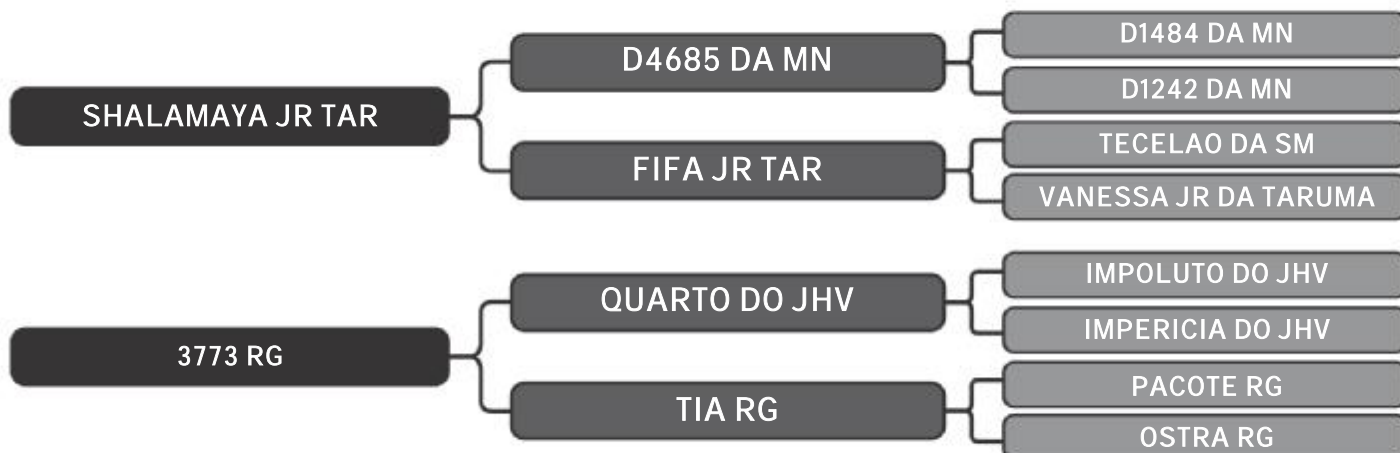 SHALAMAYA JR TAR
D4685 DA MN
FIFA JR TAR
D1484 DA MN
D1242 DA MN
TECELAO DA SM
VANESSA JR DA TARUMA
3773 RG
QUARTO DO JHV
TIA RG
IMPOLUTO DO JHV
IMPERICIA DO JHV
PACOTE RG
OSTRA RG